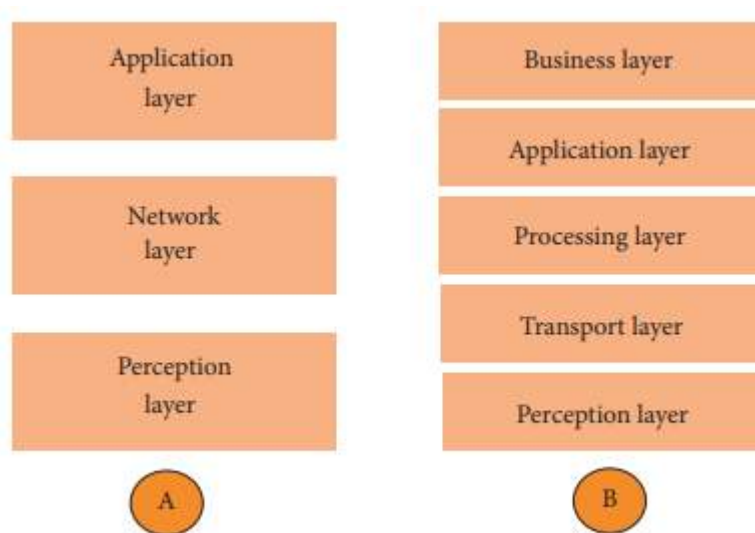 Application
layer
Network
layer
Perception
layer
A
Business layer
Application layer
Processing layer
Transport layer
Perception layer
B